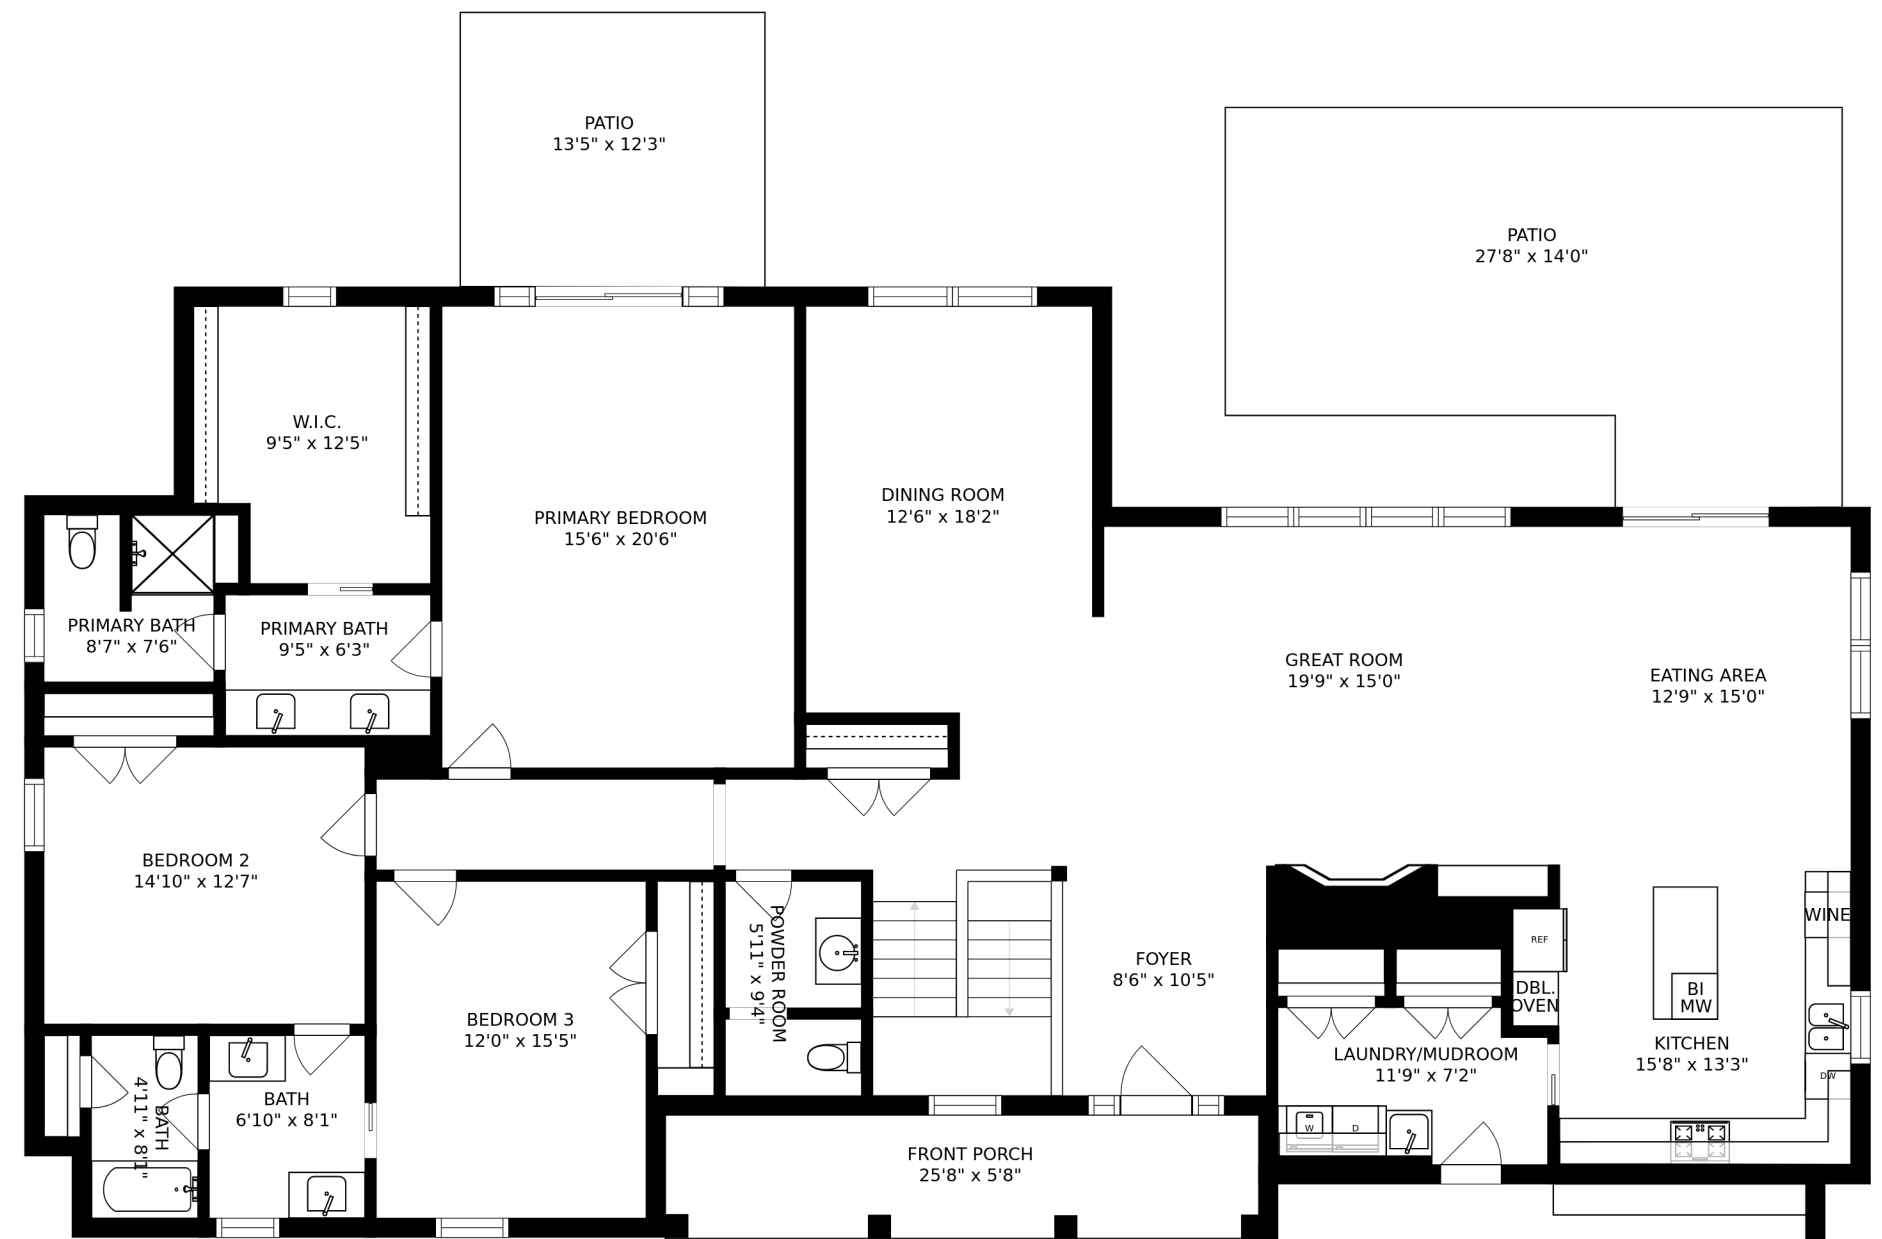 PATIO
13'5" x 12'3"
PATIO
27'8" x 14'0"
W.I.C.
9'5" x 12'5"
PRIMARY BEDROOM
15'6" x 20'6"
DINING ROOM
12'6" x 18'2"
PRIMARY BATH
8'7" x 7'6"
PRIMARY BATH
9'5" x 6'3"
GREAT ROOM
19'9" x 15'0"
EATING AREA
12'9" x 15'0"
BEDROOM 2
14'10" x 12'7"
POWDER ROOM
5'11" x 9'4"
WINE
REF
FOYER
8'6" x 10'5"
DBL.
OVEN
BI
MW
BEDROOM 3
12'0" x 15'5"
LAUNDRY/MUDROOM
11'9" x 7'2"
KITCHEN
15'8" x 13'3"
DW
BATH
4'11" x 8'1"
BATH
6'10" x 8'1"
W
D
FRONT PORCH
25'8" x 5'8"